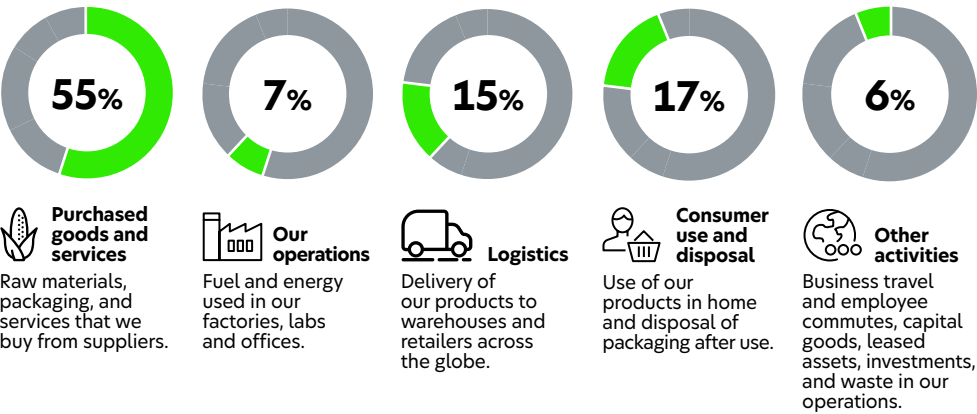 55%
7%
15%
17%
6%
Purchased
goods and
services
Raw materials,
packaging, and
services that we
buy from suppliers.
Our
operations
Fuel and energy
used in our
factories, labs
and offices.
Logistics
Delivery of
our products to
warehouses and
retailers across
the globe.
Consumer
use and
disposal
Use of our
products in home
and disposal of
packaging after use.
Other
activities
Business travel
and employee
commutes, capital
goods, leased
assets, investments,
and waste in our
operations.